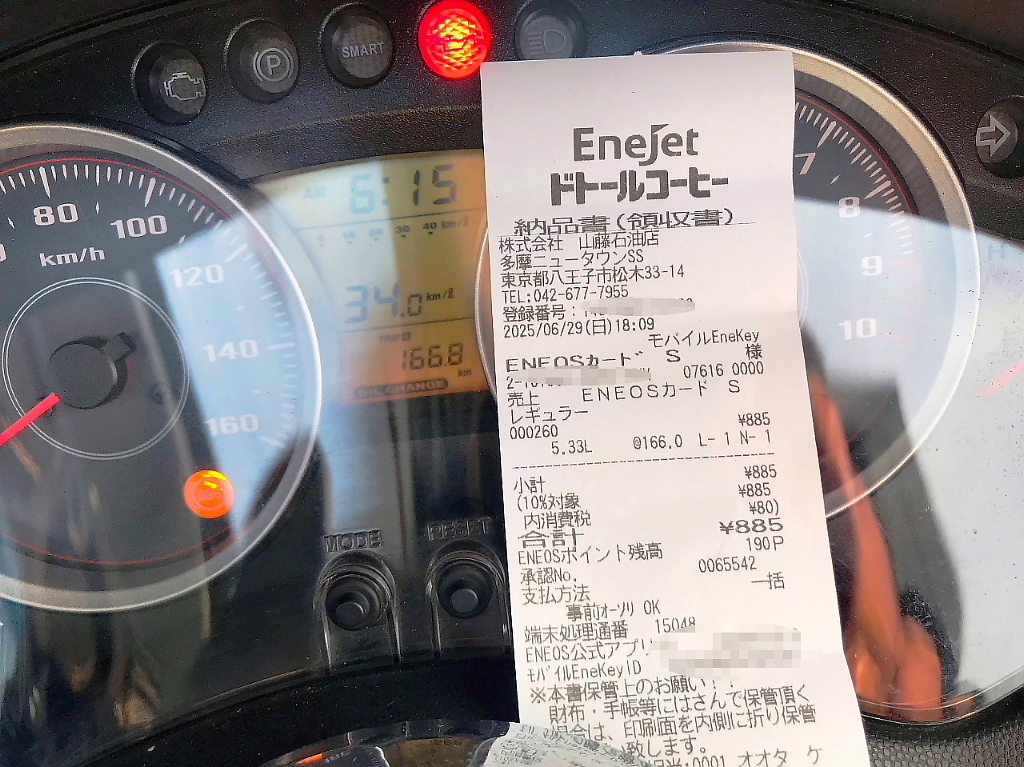 SMART
80
100
120
140
160
km/h
AM 6:15
30 40 km/ℓ
34.0 km/ℓ
TRIP
166.8 km
OIL CHANGE
ABS
MODE
RESET
7
8
9
10
EneJet
ドトールコーヒー
納品書(領収書)
株式会社 山藤石油店
多摩ニュータウンSS
東京都八王子市松木33-14
TEL:042-677-7955
登録番号:
2025/06/29(日)18:09
モバイルEneKey
ENEOSカード S 様
07616 0000
売上 ENEOSカード S
レギュラー
000260 ¥885
5.33L @166.0 L- 1 N- 1
小計 ¥885
(10%対象 ¥885
内消費税 ¥80)
合計 ¥885
ENEOSポイント残高 190P
承認No. 0065542
支払方法 一括
事前オーソリ OK
端末処理通番 15048
ENEOS公式アプリ
モバイルEneKeyID
※本書保管上のお願い
財布・手帳等にはさんで保管頂く
場合は、印刷面を内側に折り保管
致します。
0001 オオタ ケ